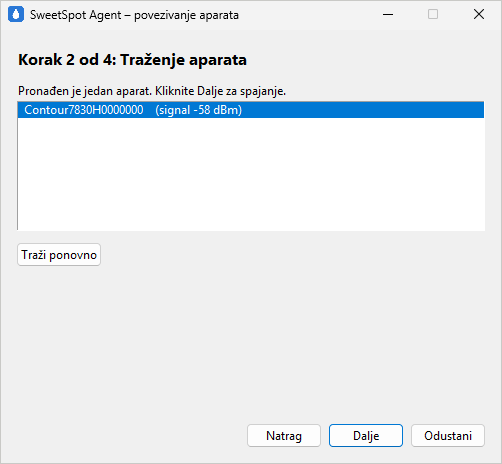 SweetSpot Agent – povezivanje aparata
Korak 2 od 4: Traženje aparata
Pronađen je jedan aparat. Kliknite Dalje za spajanje.
Contour7830H0000000 (signal -58 dBm)
Traži ponovno
Natrag
Dalje
Odustani